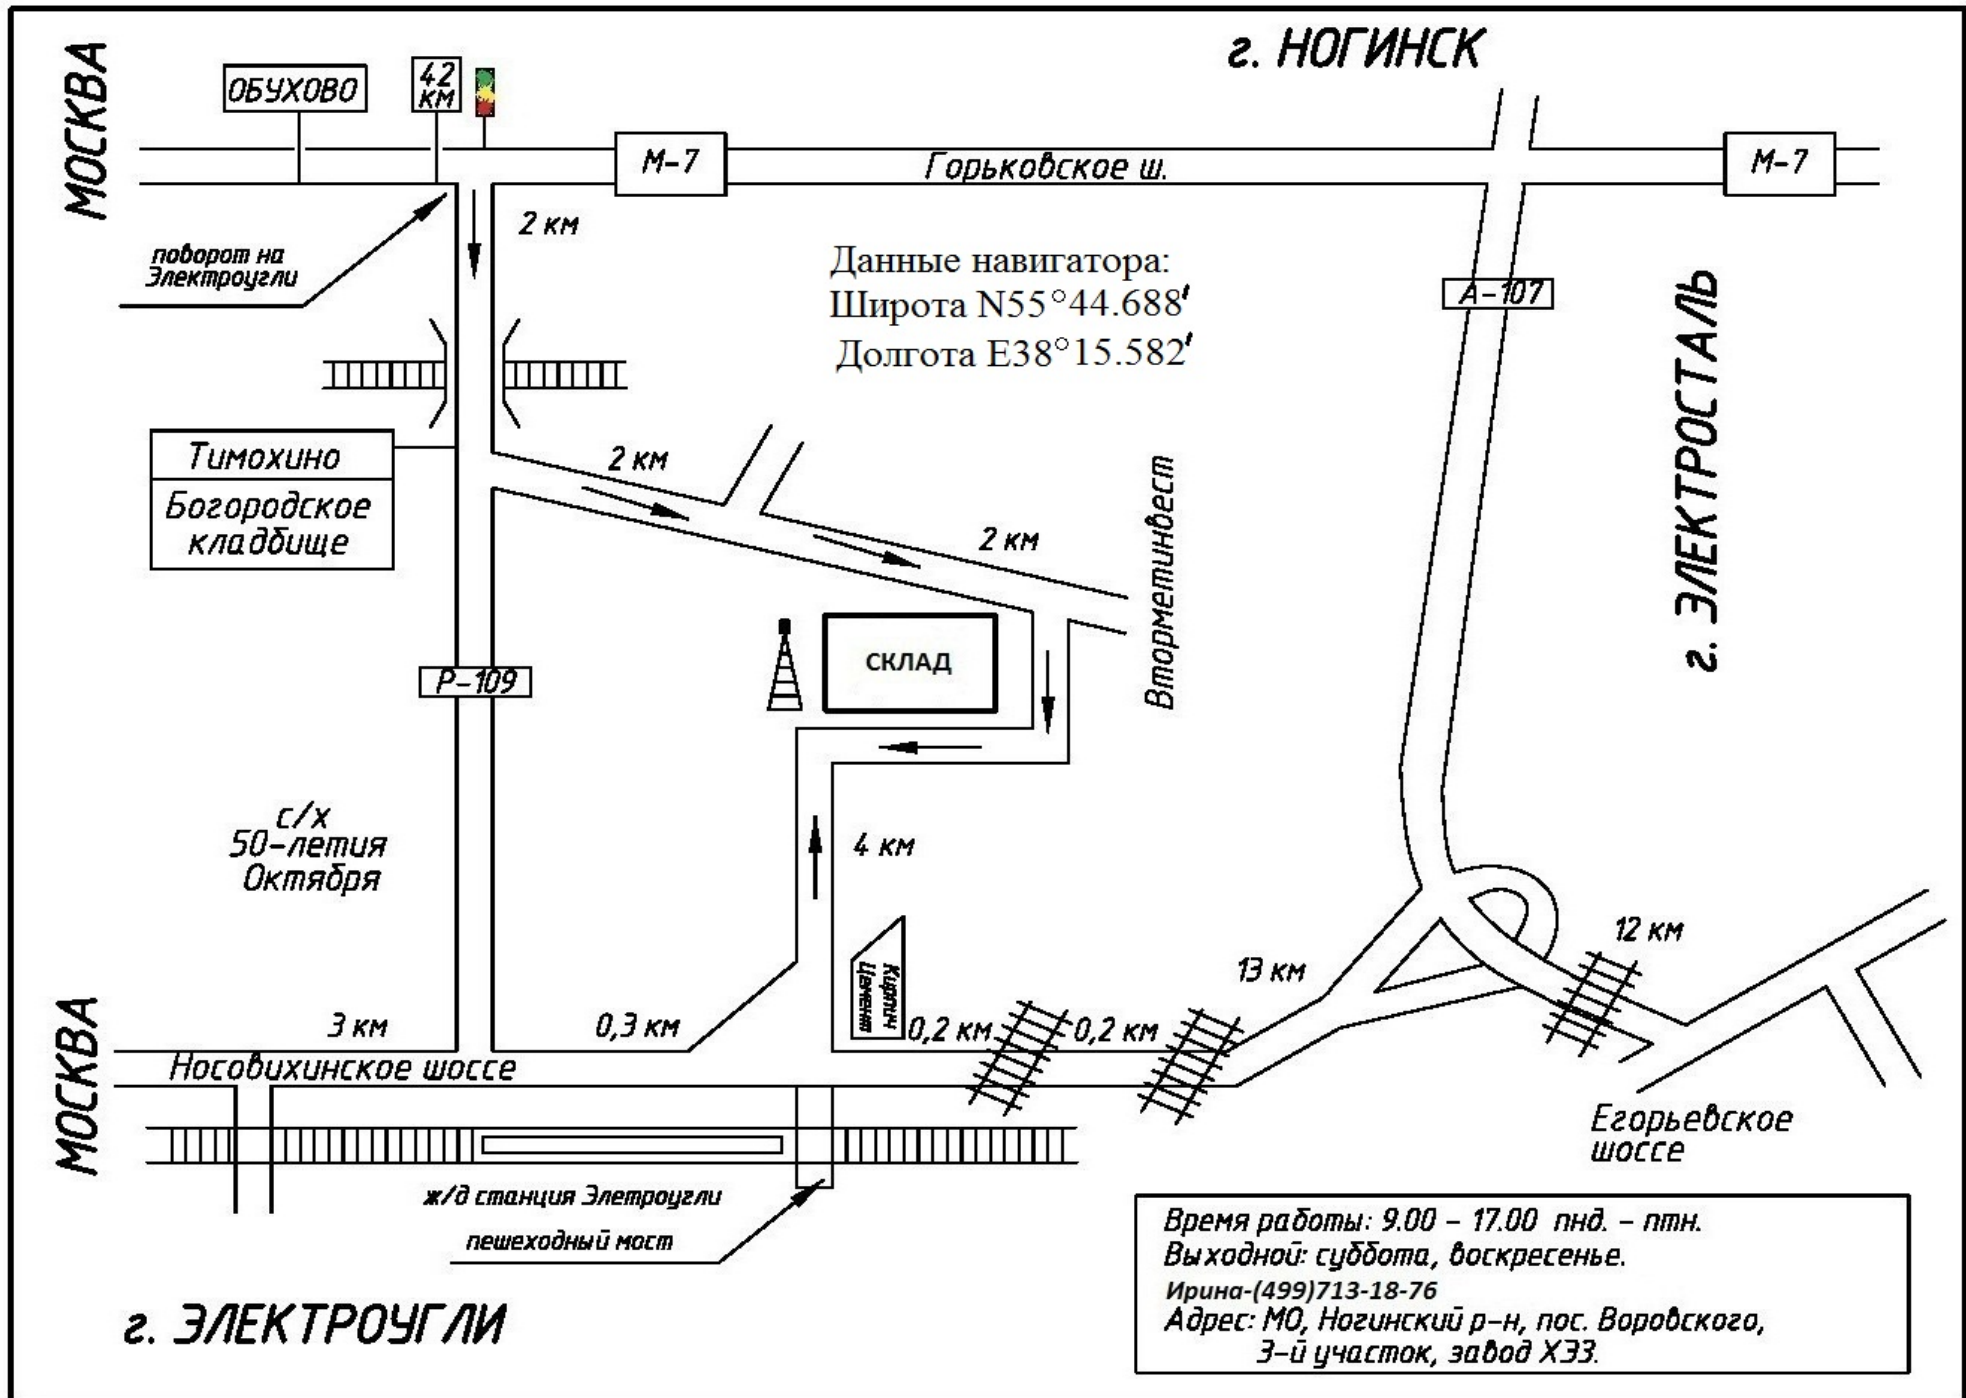 г. НОГИНСК
МОСКВА
ОБУХОВО
42
КМ
М-7
Горьковское ш.
М-7
2 км
поворот на
Электроугли
Данные навигатора:
Широта N55°44.688'
Долгота E38°15.582'
А-107
г. ЭЛЕКТРОСТАЛЬ
Тимохино
Богородское
кладбище
2 км
2 км
Вторметинвест
СКЛАД
Р-109
с/х
50-летия
Октября
4 км
Кирпич
Цемент
12 км
13 км
МОСКВА
3 км
0,3 км
0,2 км
0,2 км
Носовихинское шоссе
Егорьевское
шоссе
ж/д станция Элетроугли
пешеходный мост
г. ЭЛЕКТРОУГЛИ
Время работы: 9.00 - 17.00 пнд. - птн.
Выходной: суббота, воскресенье.
Ирина-(499)713-18-76
Адрес: МО, Ногинский р-н, пос. Воровского,
3-й участок, завод ХЭЗ.